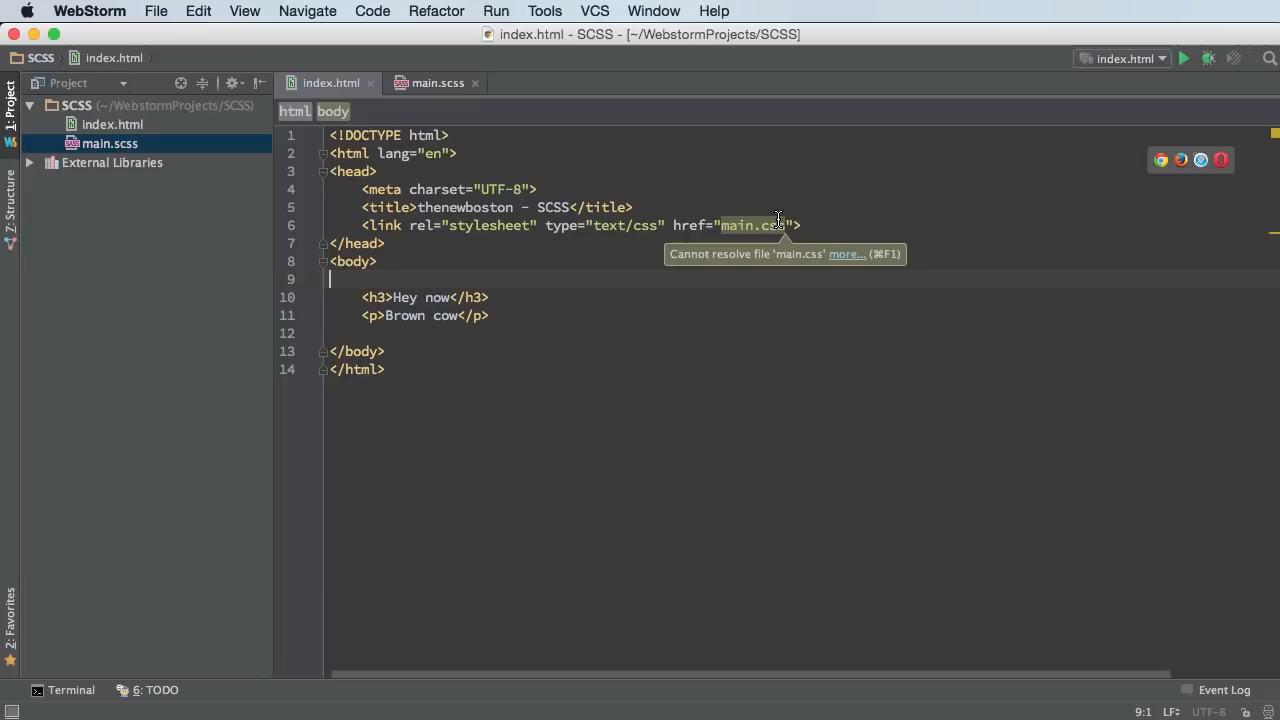 WebStorm File Edit View Navigate Code Refactor Run Tools VCS Window Help
index.html - SCSS - [~/WebstormProjects/SCSS]
SCSS index.html index.html
Project index.html main.scss
1: Project
SCSS (~/WebstormProjects/SCSS)
index.html
main.scss
External Libraries
Z: Structure
2: Favorites
html body
1 <!DOCTYPE html>
2 <html lang="en">
3 <head>
4 <meta charset="UTF-8">
5 <title>thenewboston - SCSS</title>
6 <link rel="stylesheet" type="text/css" href="main.css">
7 </head>
Cannot resolve file 'main.css' more... (⌘F1)
8 <body>
9
10 <h3>Hey now</h3>
11 <p>Brown cow</p>
12
13 </body>
14 </html>
Terminal 6: TODO Event Log
9:1 LF UTF-8